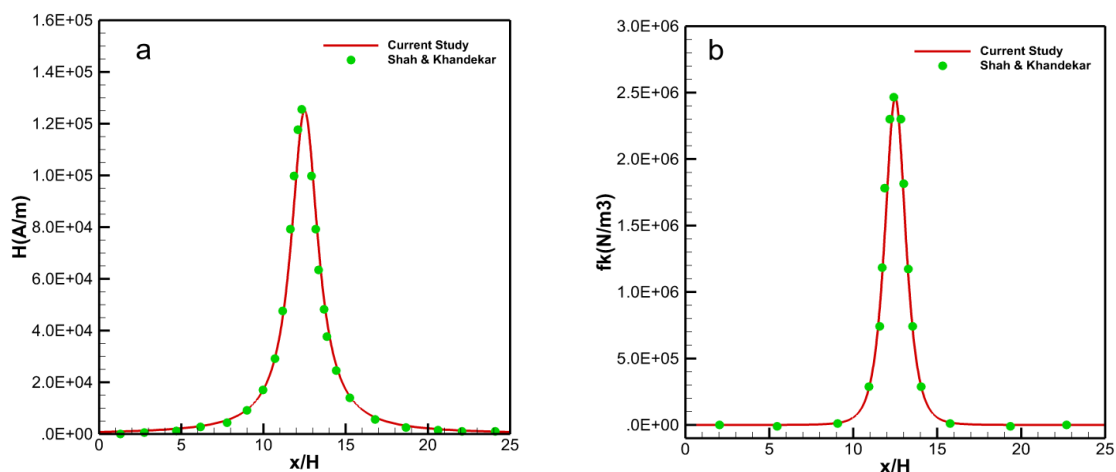 a
Current Study
Shah & Khandekar
1.6E+05
1.4E+05
1.2E+05
1.0E+05
8.0E+04
6.0E+04
4.0E+04
2.0E+04
.0E+00
H(A/m)
0 5 10 15 20 25
x/H
b
Current Study
Shah & Khandekar
3.0E+06
2.5E+06
2.0E+06
1.5E+06
1.0E+06
5.0E+05
.0E+00
fk(N/m3)
0 5 10 15 20 25
x/H